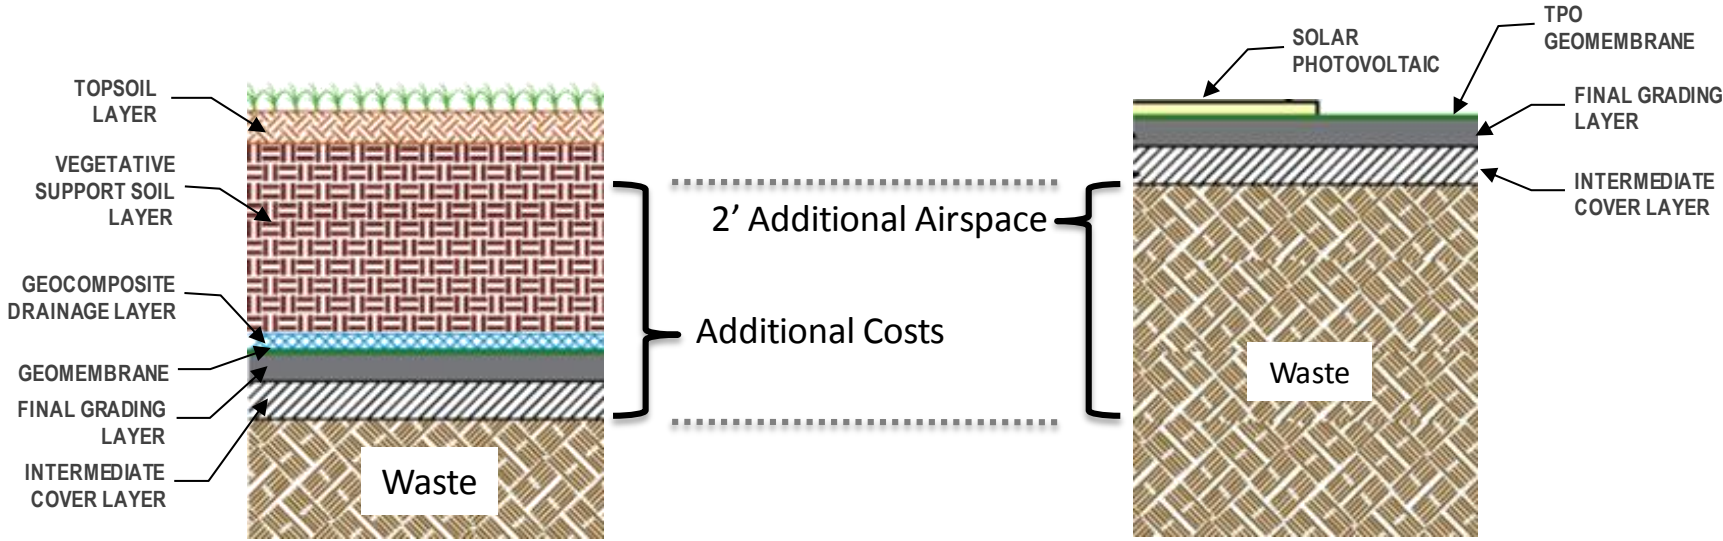 TOPSOIL
LAYER
VEGETATIVE
SUPPORT SOIL
LAYER
GEOCOMPOSITE
DRAINAGE LAYER
GEOMEMBRANE
FINAL GRADING
LAYER
INTERMEDIATE
COVER LAYER
Waste
2’ Additional Airspace
Additional Costs
SOLAR
PHOTOVOLTAIC
TPO
GEOMEMBRANE
FINAL GRADING
LAYER
INTERMEDIATE
COVER LAYER
Waste